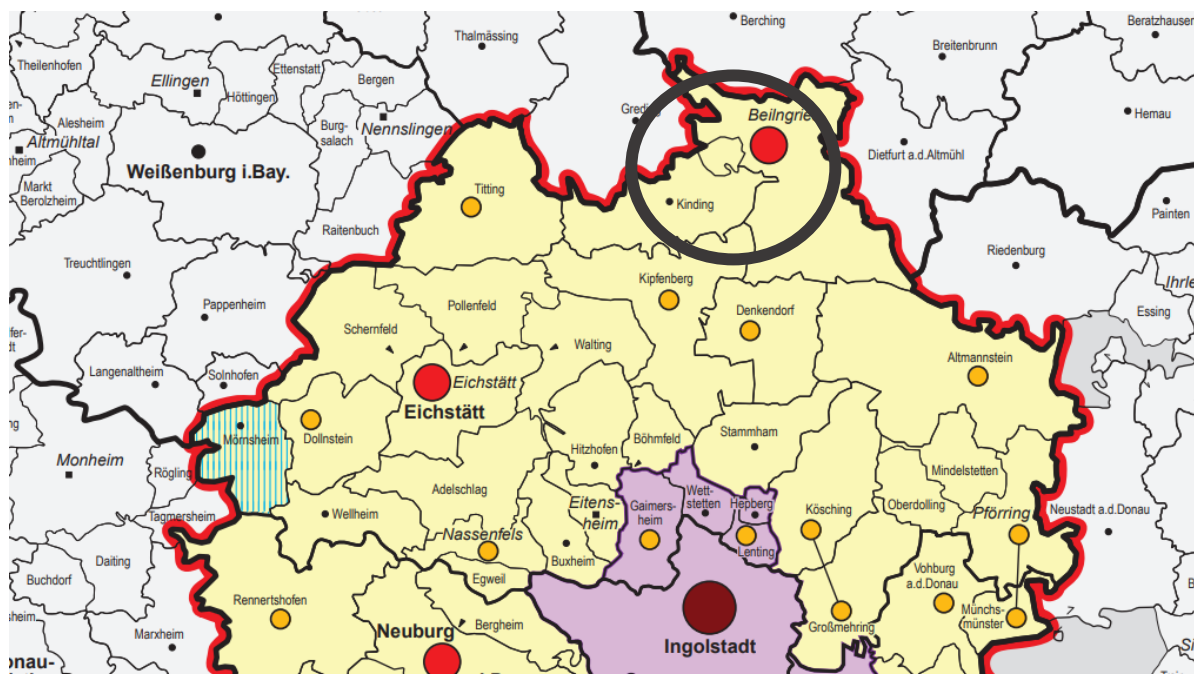 Thalmässing
Berching
Beratzhausen
Breitenbrunn
Theilenhofen
Ettenstatt
Bergen
Ellingen
Höttingen
Greding
Hemau
Alesheim
Burg-
salach
Nennslingen
Altmühltal
Dietfurt a.d.Altmühl
Weißenburg i.Bay.
Markt
Berolzheim
Titting
Kinding
Painten
Raitenbuch
Riedenburg
Treuchtlingen
Kipfenberg
Pappenheim
Pollenfeld
Denkendorf
Essing
Schernfeld
Walting
Altmannstein
Langenaltheim
Solnhofen
Eichstätt
Eichstätt
Mörnsheim
Dollnstein
Böhmfeld
Stammham
Hitzhofen
Monheim
Rögling
Mindelstetten
Adelschlag
Wett-
stetten
Hepberg
Oberdolling
Tagmersheim
Wellheim
Eitens-
heim
Gaimers-
heim
Kösching
Pförring
Neustadt a.d.Donau
Nassenfels
Lenting
Daiting
Buxheim
Buchdorf
Egweil
Vohburg
a.d.Donau
Rennertshofen
Münchs-
münster
Großmehring
Marxheim
Neuburg
Bergheim
Ingolstadt
7